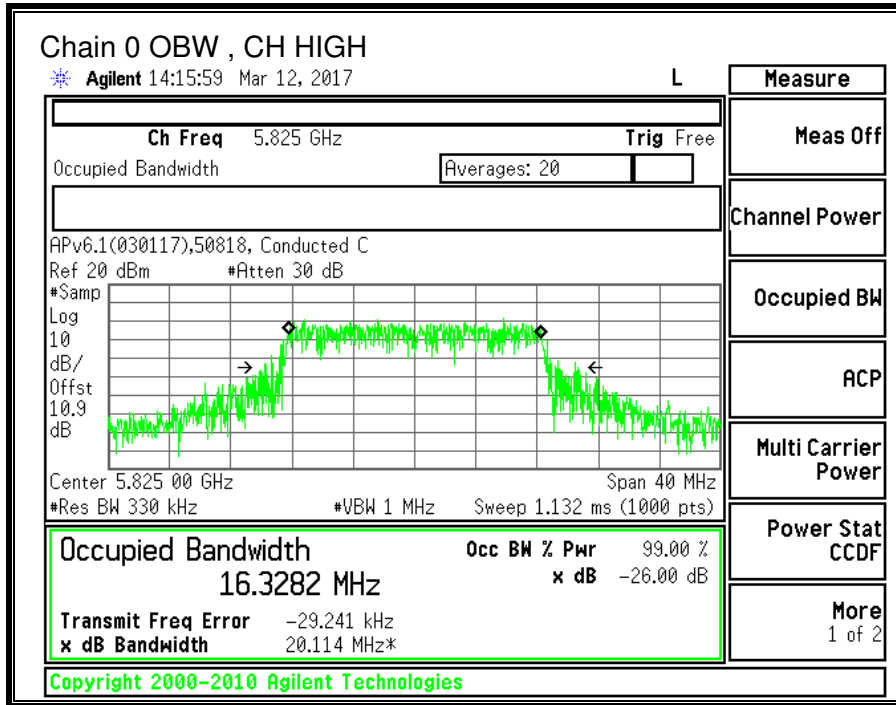 Chain 0 OBW , CH HIGH
Agilent 14:15:59 Mar 12, 2017 L
Measure
Ch Freq 5.825 GHz Trig Free
Meas Off
Occupied Bandwidth Averages: 20
Channel Power
APv6.1(030117),50818, Conducted C
Ref 20 dBm #Atten 30 dB
#Samp
Log
10
dB/
Offst
10.9
dB
Occupied BW
ACP
Center 5.825 00 GHz Span 40 MHz
#Res BW 330 kHz #VBW 1 MHz Sweep 1.132 ms (1000 pts)
Multi Carrier
Power
Occupied Bandwidth Occ BW % Pwr 99.00 %
16.3282 MHz x dB -26.00 dB
Power Stat
CCDF
Transmit Freq Error -29.241 kHz
x dB Bandwidth 20.114 MHz*
More
1 of 2
Copyright 2000-2010 Agilent Technologies